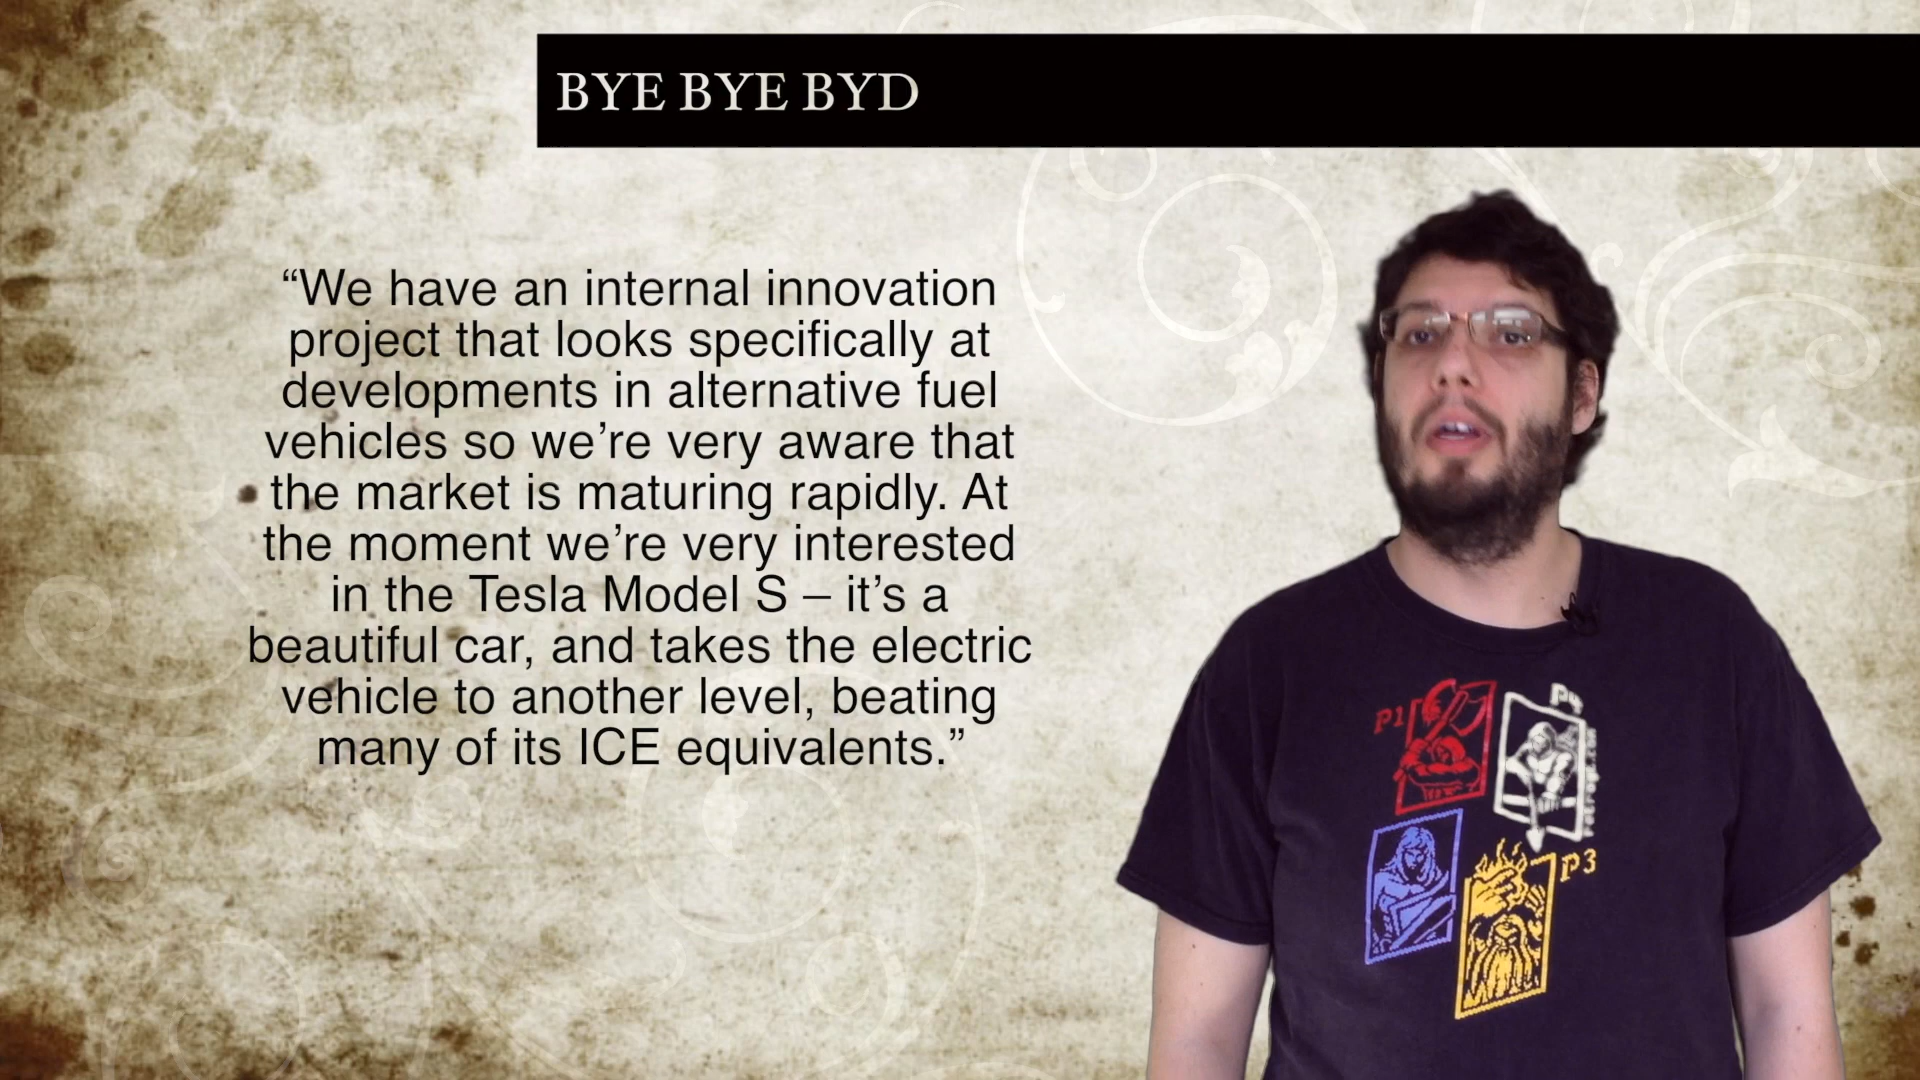 BYE BYE BYD
“We have an internal innovation
project that looks specifically at
developments in alternative fuel
vehicles so we’re very aware that
the market is maturing rapidly. At
the moment we’re very interested
in the Tesla Model S – it’s a
beautiful car, and takes the electric
vehicle to another level, beating
many of its ICE equivalents.”
P1
P4
P3